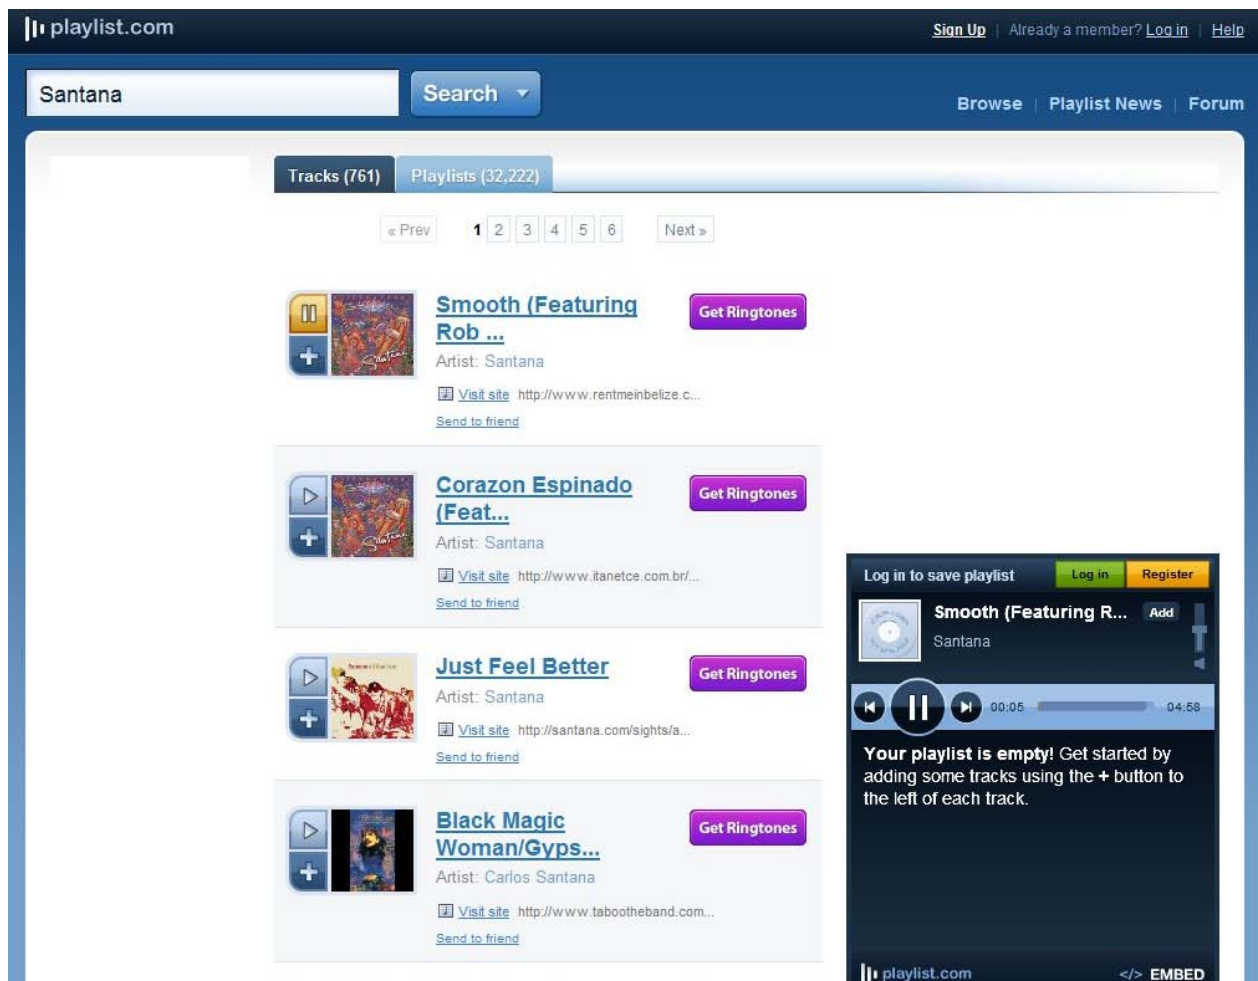 playlist.com
Sign Up | Already a member? Log in | Help
Santana
Search
Browse | Playlist News | Forum
Tracks (761) Playlists (32,222)
« Prev 1 2 3 4 5 6 Next »
Smooth (Featuring
Rob ...
Get Ringtones
Artist: Santana
Visit site http://www.rentmeinbelize.c...
Send to friend
Santana
Corazon Espinado
(Feat...
Get Ringtones
Artist: Santana
Visit site http://www.itanetce.com.br/...
Send to friend
Santana
Just Feel Better
Get Ringtones
Artist: Santana
Visit site http://santana.com/sights/a...
Send to friend
Black Magic
Woman/Gyps...
Get Ringtones
Artist: Carlos Santana
Visit site http://www.tabootheband.com...
Send to friend
Log in to save playlist Log in Register
Smooth (Featuring R... Add
Santana
00:05 04:58
Your playlist is empty! Get started by
adding some tracks using the + button to
the left of each track.
playlist.com </> EMBED